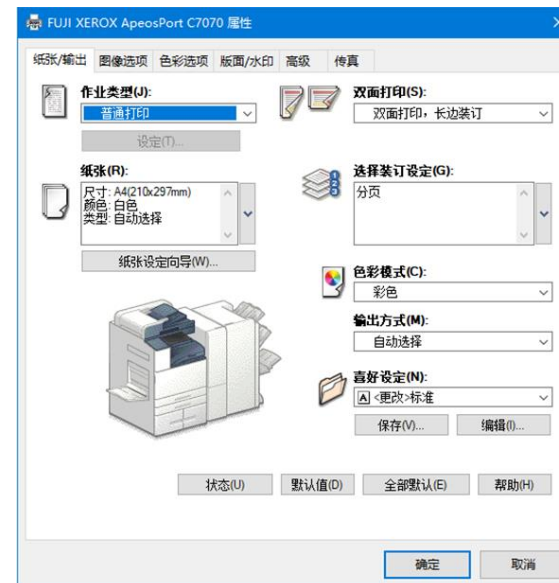 FUJI XEROX ApeosPort C7070 属性
纸张/输出 图像选项 色彩选项 版面/水印 高级 传真
作业类型(J):
普通打印
设定(T)...
纸张(R):
尺寸: A4(210x297mm)
颜色: 白色
类型: 自动选择
纸张设定向导(W)...
双面打印(S):
双面打印，长边装订
选择装订设定(G):
1
2
3
分页
色彩模式(C):
彩色
输出方式(M):
自动选择
喜好设定(N):
A <更改>标准
保存(V)... 编辑(I)...
状态(U) 默认值(D) 全部默认(E) 帮助(H)
确定 取消